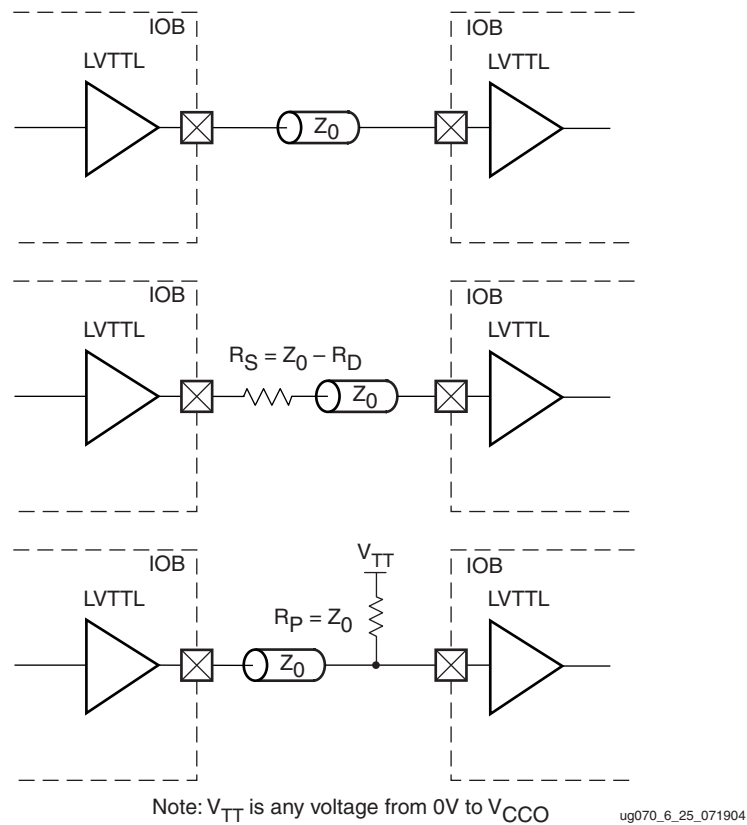 IOB
IOB
LVTTL
LVTTL
Z0
IOB
IOB
LVTTL
LVTTL
RS = Z0 – RD
Z0
IOB
IOB
VTT
LVTTL
LVTTL
RP = Z0
Z0
Note: VTT is any voltage from 0V to VCCO
ug070_6_25_071904